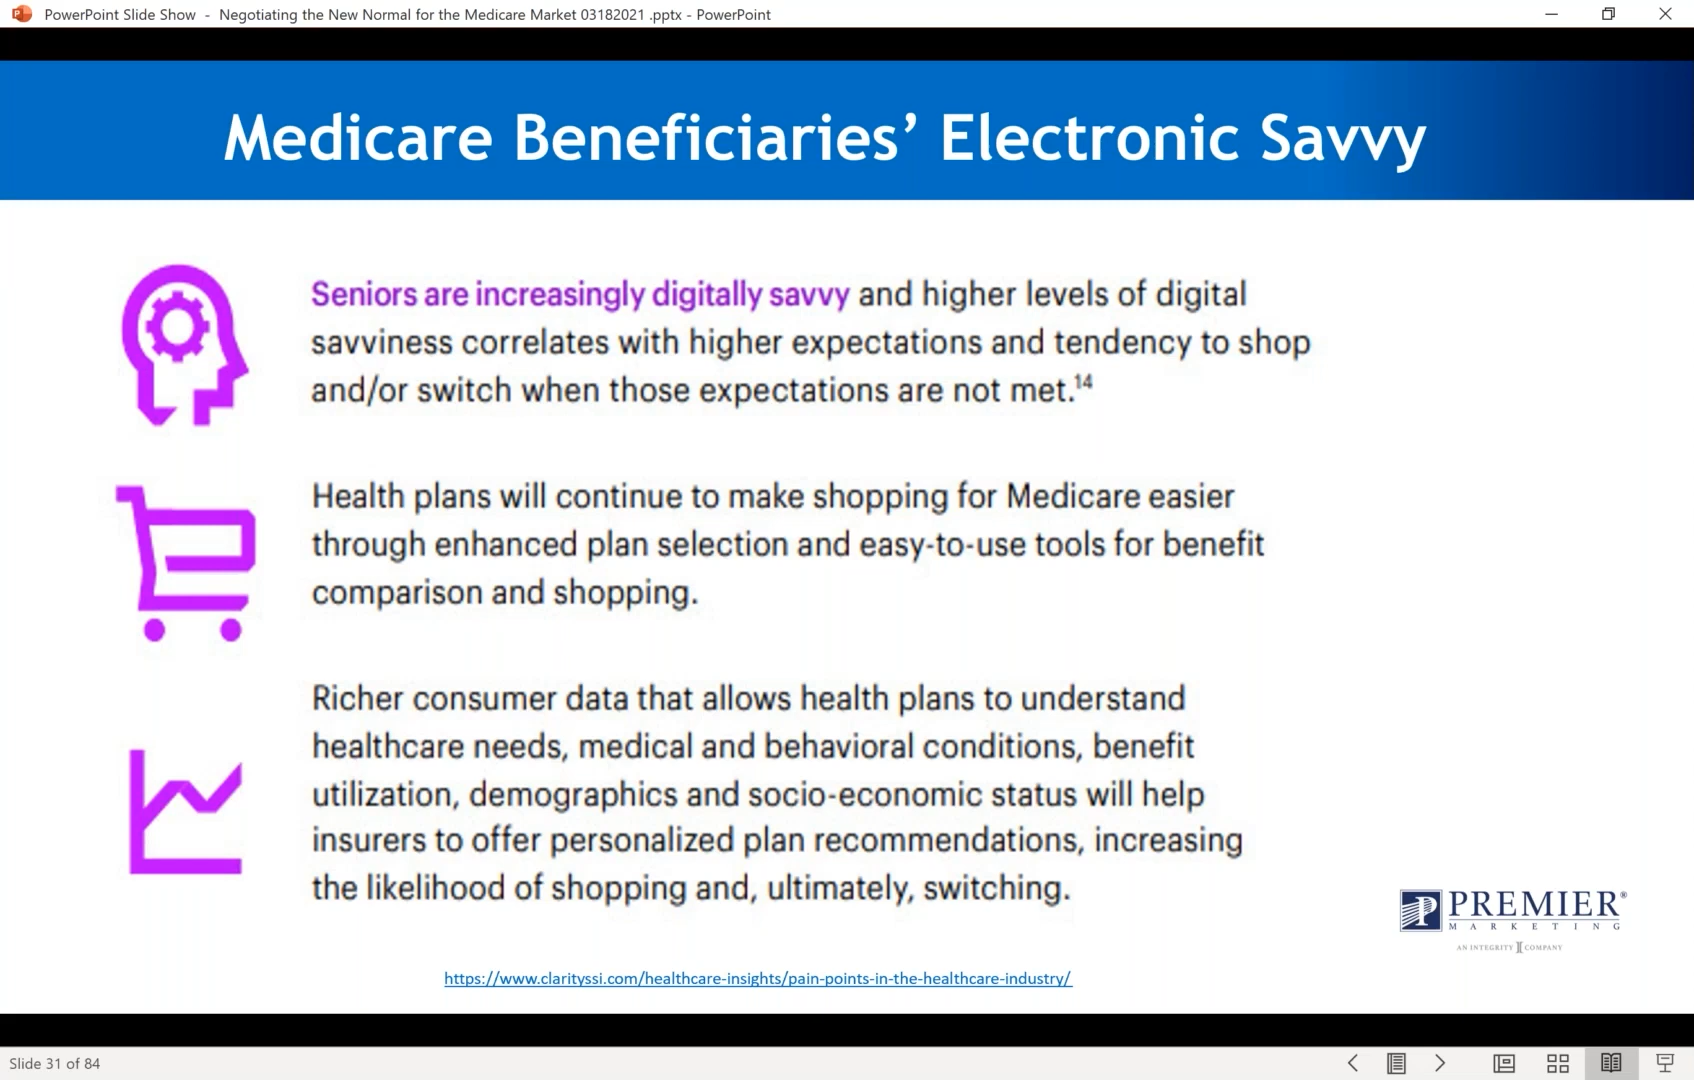 PowerPoint Slide Show - Negotiating the New Normal for the Medicare Market 03182021 .pptx - PowerPoint
Medicare Beneficiaries’ Electronic Savvy
Seniors are increasingly digitally savvy and higher levels of digital
savviness correlates with higher expectations and tendency to shop
and/or switch when those expectations are not met.14
Health plans will continue to make shopping for Medicare easier
through enhanced plan selection and easy-to-use tools for benefit
comparison and shopping.
Richer consumer data that allows health plans to understand
healthcare needs, medical and behavioral conditions, benefit
utilization, demographics and socio-economic status will help
insurers to offer personalized plan recommendations, increasing
the likelihood of shopping and, ultimately, switching.
PREMIER®
MARKETING
AN INTEGRITY COMPANY
https://www.clarityssi.com/healthcare-insights/pain-points-in-the-healthcare-industry/
Slide 31 of 84